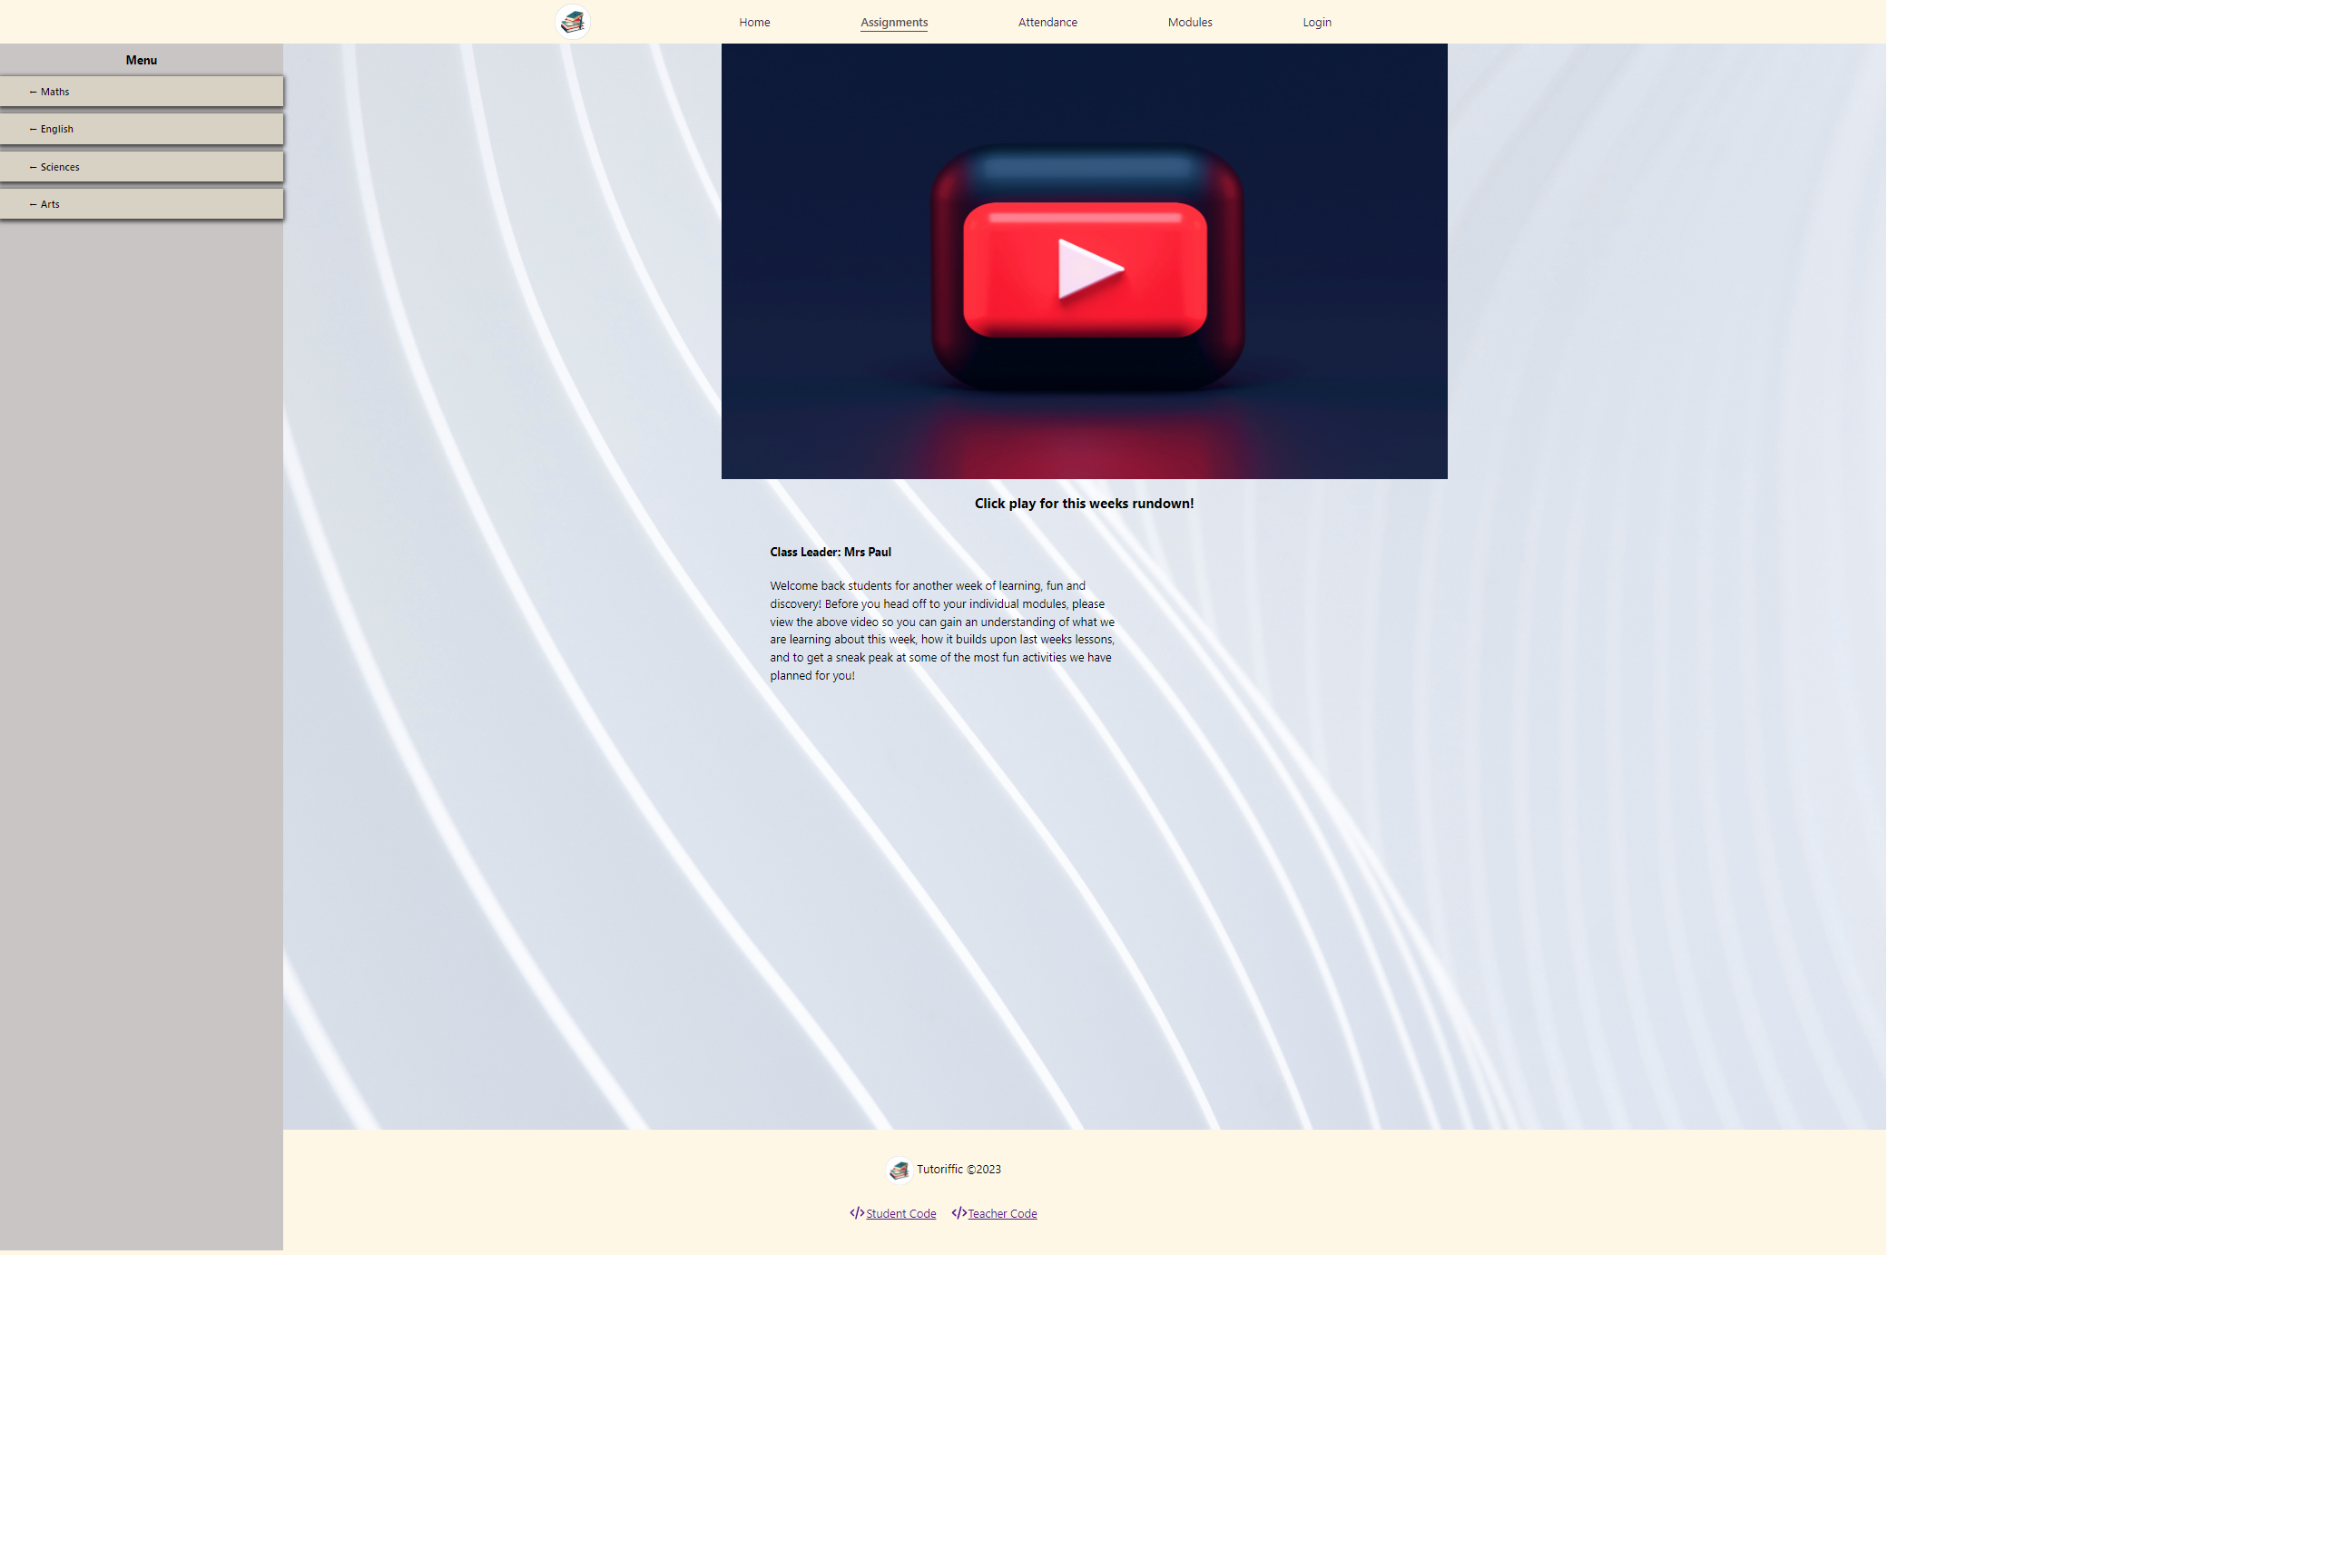 Home
Assignments
Attendance
Modules
Login
Menu
← Maths
← English
← Sciences
← Arts
Click play for this weeks rundown!
Class Leader: Mrs Paul
Welcome back students for another week of learning, fun and
discovery! Before you head off to your individual modules, please
view the above video so you can gain an understanding of what we
are learning about this week, how it builds upon last weeks lessons,
and to get a sneak peak at some of the most fun activities we have
planned for you!
Tutoriffic ©2023
</>Student Code
</>Teacher Code